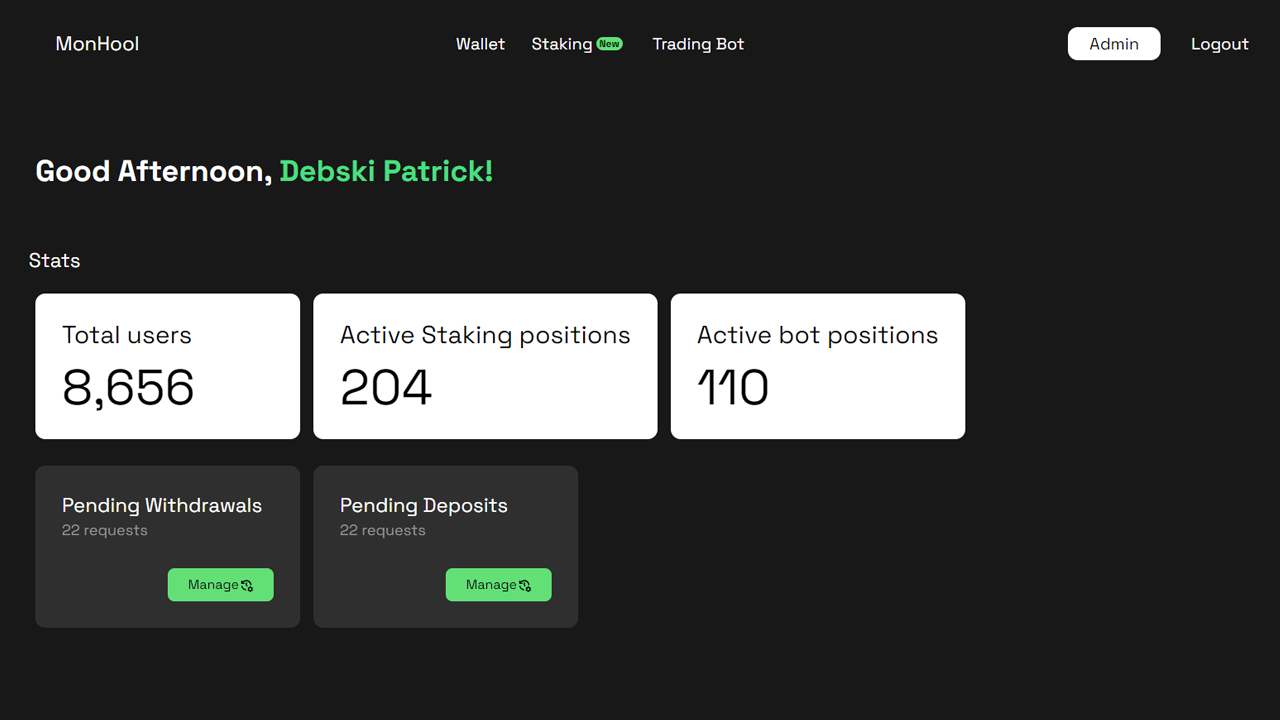 MonHool
Wallet
Staking New
Trading Bot
Admin
Logout
Good Afternoon, Debski Patrick!
Stats
Total users
8,656
Active Staking positions
204
Active bot positions
110
Pending Withdrawals
22 requests
Manage
Pending Deposits
22 requests
Manage